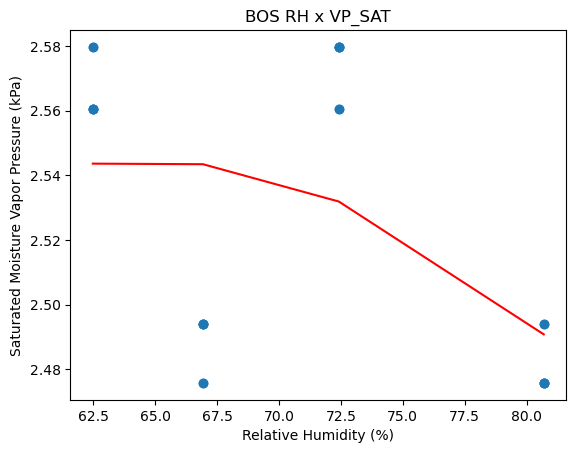 BOS RH x VP_SAT
Saturated Moisture Vapor Pressure (kPa)
2.58
2.56
2.54
2.52
2.50
2.48
62.5 65.0 67.5 70.0 72.5 75.0 77.5 80.0
Relative Humidity (%)